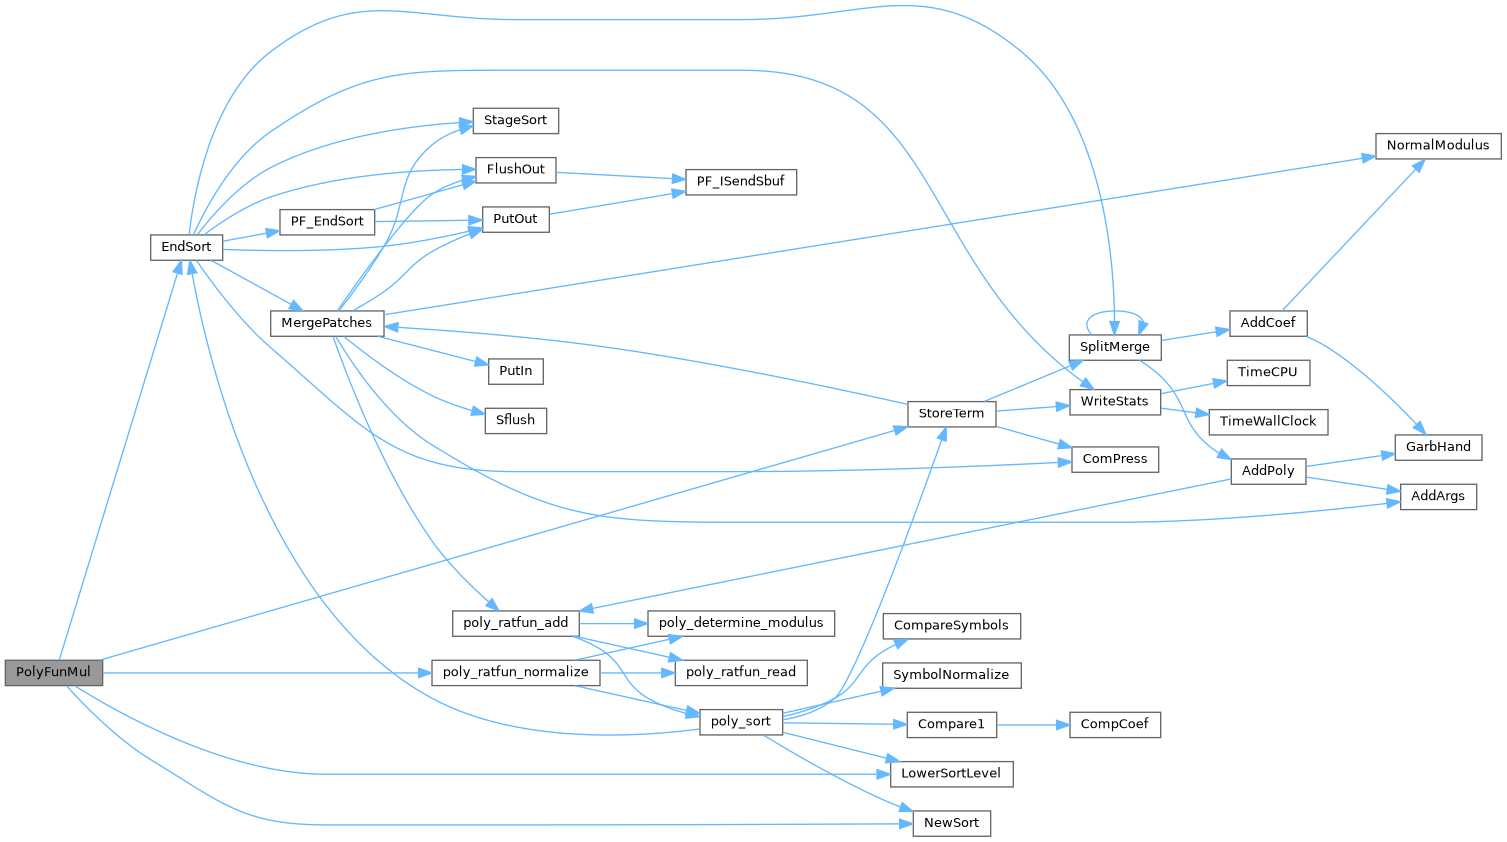 StageSort
NormalModulus
FlushOut
PF_ISendSbuf
PF_EndSort
PutOut
EndSort
MergePatches
AddCoef
SplitMerge
PutIn
TimeCPU
WriteStats
StoreTerm
Sflush
TimeWallClock
GarbHand
ComPress
AddPoly
AddArgs
poly_ratfun_add
poly_determine_modulus
CompareSymbols
PolyFunMul
poly_ratfun_normalize
poly_ratfun_read
SymbolNormalize
poly_sort
Compare1
CompCoef
LowerSortLevel
NewSort